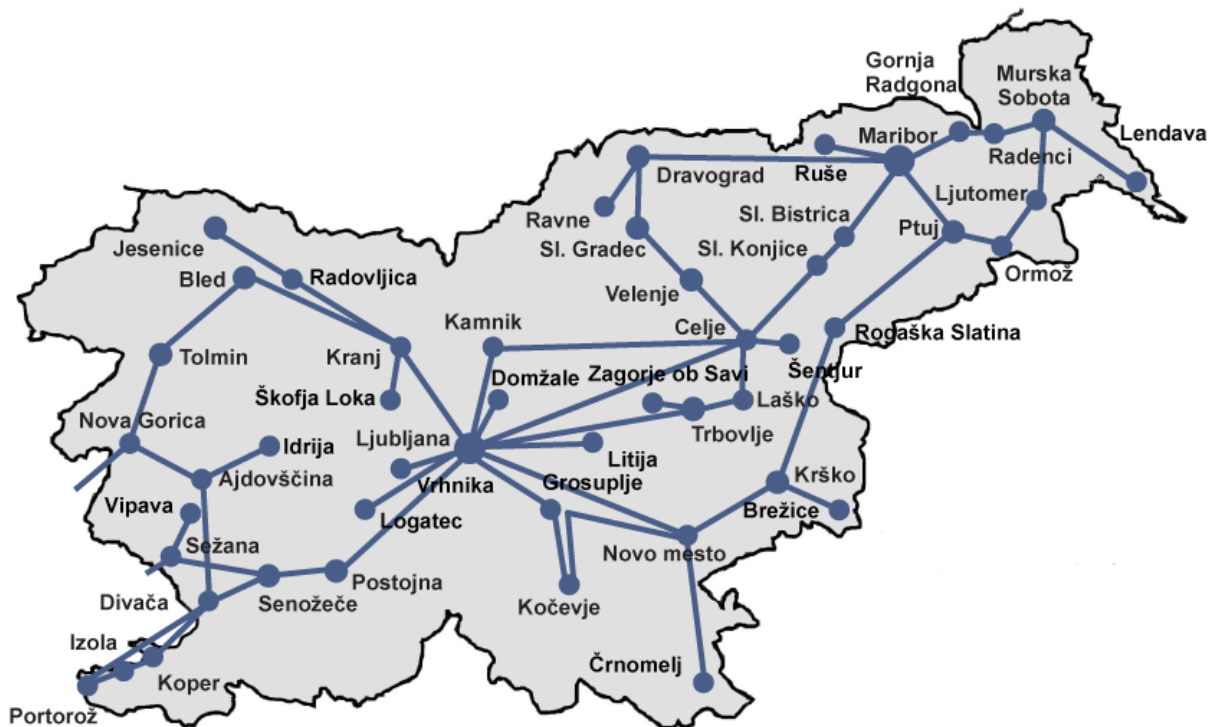 Gornja
Radgona
Murska
Sobota
Maribor
Lendava
Radenci
Dravograd
Ruše
Ljutomer
Ravne
Sl. Bistrica
Ptuj
Sl. Gradec
Sl. Konjice
Jesenice
Ormož
Bled
Radovljica
Velenje
Kamnik
Celje
Rogaška Slatina
Tolmin
Kranj
Domžale
Zagorje ob Savi
Šentjur
Škofja Loka
Laško
Nova Gorica
Ljubljana
Trbovlje
Idrija
Litija
Ajdovščina
Vrhnika
Grosuplje
Krško
Vipava
Logatec
Brežice
Sežana
Novo mesto
Postojna
Divača
Senožeče
Kočevje
Izola
Koper
Črnomelj
Portorož